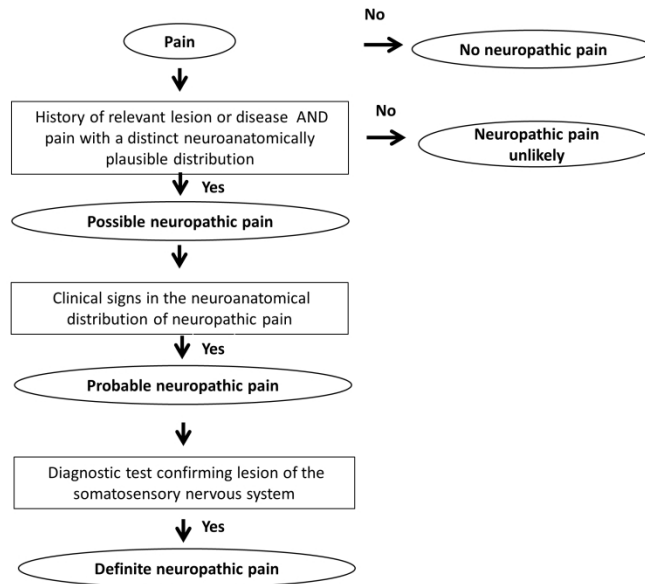 Pain
No
No neuropathic pain
History of relevant lesion or disease AND
pain with a distinct neuroanatomically
plausible distribution
No
Neuropathic pain
unlikely
Yes
Possible neuropathic pain
Clinical signs in the neuroanatomical
distribution of neuropathic pain
Yes
Probable neuropathic pain
Diagnostic test confirming lesion of the
somatosensory nervous system
Yes
Definite neuropathic pain